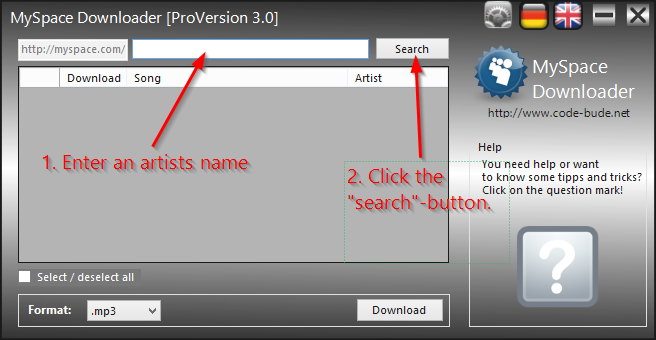 MySpace Downloader [ProVersion 3.0]
http://myspace.com/
Search
Download Song Artist
1. Enter an artists name
2. Click the
"search"-button.
Select / deselect all
Format: .mp3 Download
MySpace
Downloader
http://www.code-bude.net
Help
You need help or want
to know some tipps and tricks?
Click on the question mark!
?